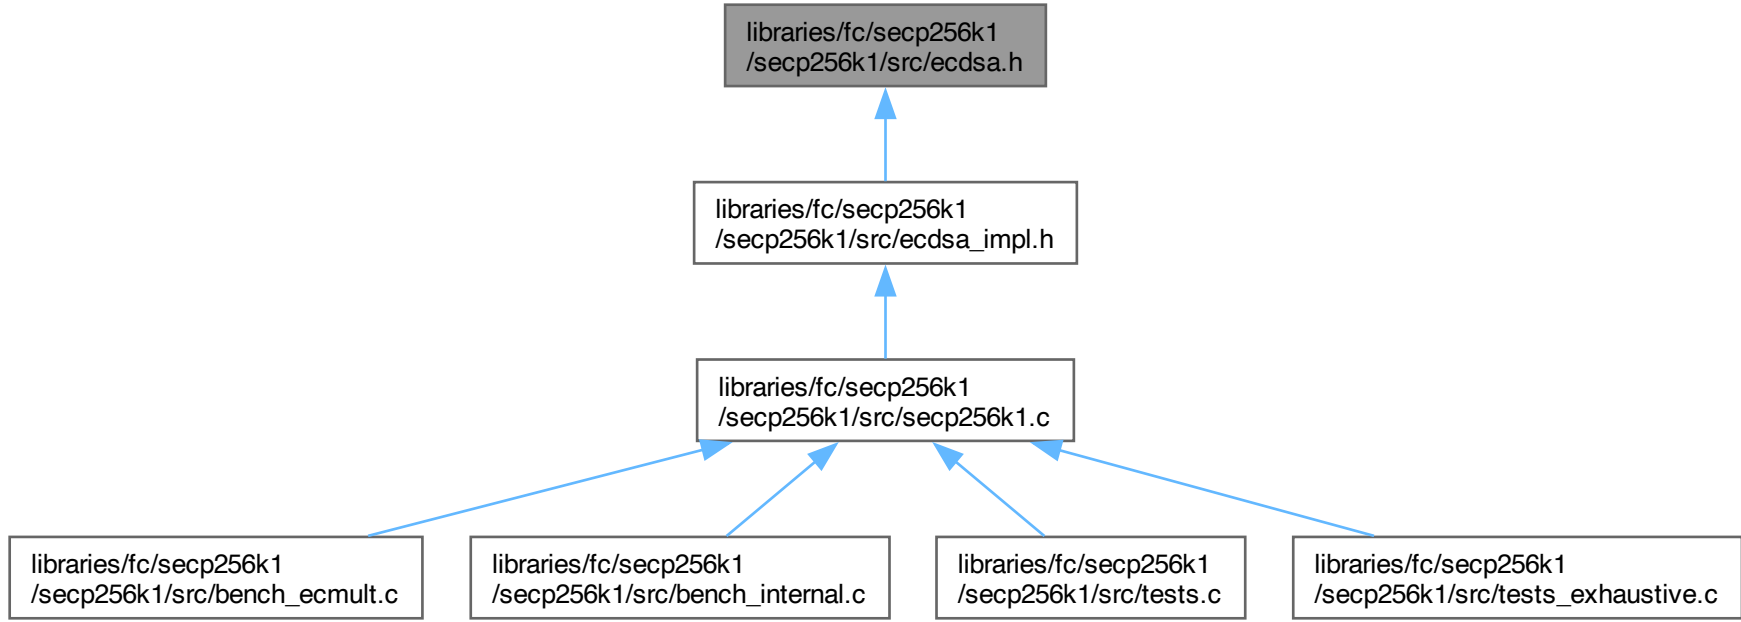 libraries/fc/secp256k1
/secp256k1/src/ecdsa.h
libraries/fc/secp256k1
/secp256k1/src/ecdsa_impl.h
libraries/fc/secp256k1
/secp256k1/src/secp256k1.c
libraries/fc/secp256k1
/secp256k1/src/bench_ecmult.c
libraries/fc/secp256k1
/secp256k1/src/bench_internal.c
libraries/fc/secp256k1
/secp256k1/src/tests.c
libraries/fc/secp256k1
/secp256k1/src/tests_exhaustive.c